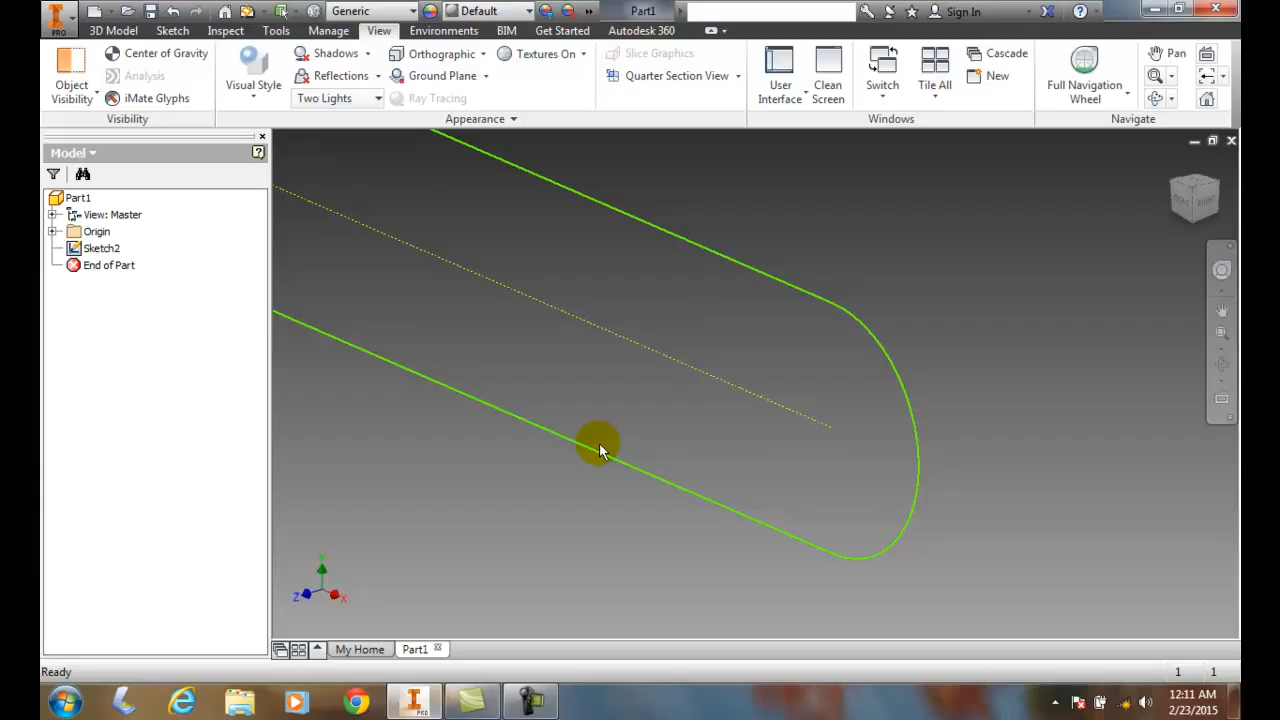 Generic
Default
Part1
Sign In
PRO
3D Model
Sketch
Inspect
Tools
Manage
View
Environments
BIM
Get Started
Autodesk 360
Object
Visibility
Center of Gravity
Analysis
iMate Glyphs
Visibility
Visual Style
Shadows
Reflections
Two Lights
Orthographic
Ground Plane
Ray Tracing
Textures On
Appearance
Slice Graphics
Quarter Section View
User
Interface
Clean
Screen
Switch
Tile All
Cascade
New
Windows
Full Navigation
Wheel
Pan
Navigate
Model
Part1
View: Master
Origin
Sketch2
End of Part
Y
Z
X
My Home
Part1
Ready
1
1
PRO
12:11 AM
2/23/2015